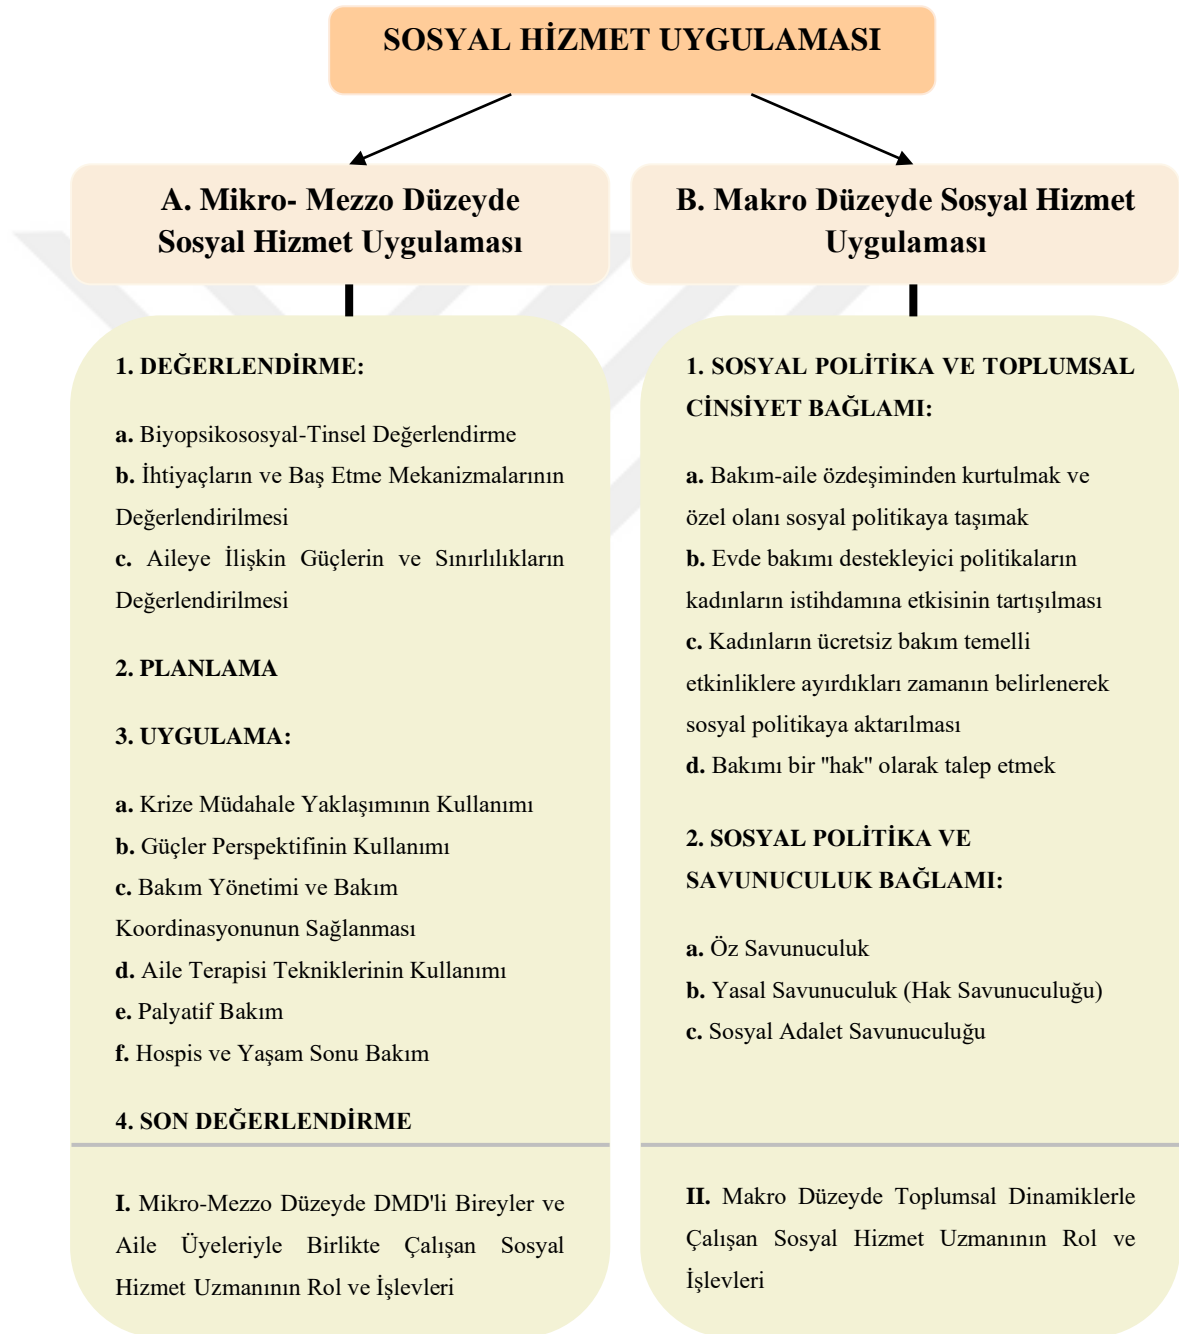 SOSYAL HİZMET UYGULAMASI
A. Mikro- Mezzo Düzeyde
Sosyal Hizmet Uygulaması
1. DEĞERLENDİRME:
a. Biyopsikososyal-Tinsel Değerlendirme
b. İhtiyaçların ve Baş Etme Mekanizmalarının
Değerlendirilmesi
c. Aileye İlişkin Güçlerin ve Sınırlılıkların
Değerlendirilmesi
2. PLANLAMA
3. UYGULAMA:
a. Krize Müdahale Yaklaşımının Kullanımı
b. Güçler Perspektifinin Kullanımı
c. Bakım Yönetimi ve Bakım
Koordinasyonunun Sağlanması
d. Aile Terapisi Tekniklerinin Kullanımı
e. Palyatif Bakım
f. Hospis ve Yaşam Sonu Bakım
4. SON DEĞERLENDİRME
I. Mikro-Mezzo Düzeyde DMD'li Bireyler ve
Aile Üyeleriyle Birlikte Çalışan Sosyal
Hizmet Uzmanının Rol ve İşlevleri
B. Makro Düzeyde Sosyal Hizmet
Uygulaması
1. SOSYAL POLİTİKA VE TOPLUMSAL
CİNSİYET BAĞLAMI:
a. Bakım-aile özdeşiminden kurtulmak ve
özel olanı sosyal politikaya taşımak
b. Evde bakımı destekleyici politikaların
kadınların istihdamına etkisinin tartışılması
c. Kadınların ücretsiz bakım temelli
etkinliklere ayırdıkları zamanın belirlenerek
sosyal politikaya aktarılması
d. Bakımı bir "hak" olarak talep etmek
2. SOSYAL POLİTİKA VE
SAVUNUCULUK BAĞLAMI:
a. Öz Savunuculuk
b. Yasal Savunuculuk (Hak Savunuculuğu)
c. Sosyal Adalet Savunuculuğu
II. Makro Düzeyde Toplumsal Dinamiklerle
Çalışan Sosyal Hizmet Uzmanının Rol ve
İşlevleri